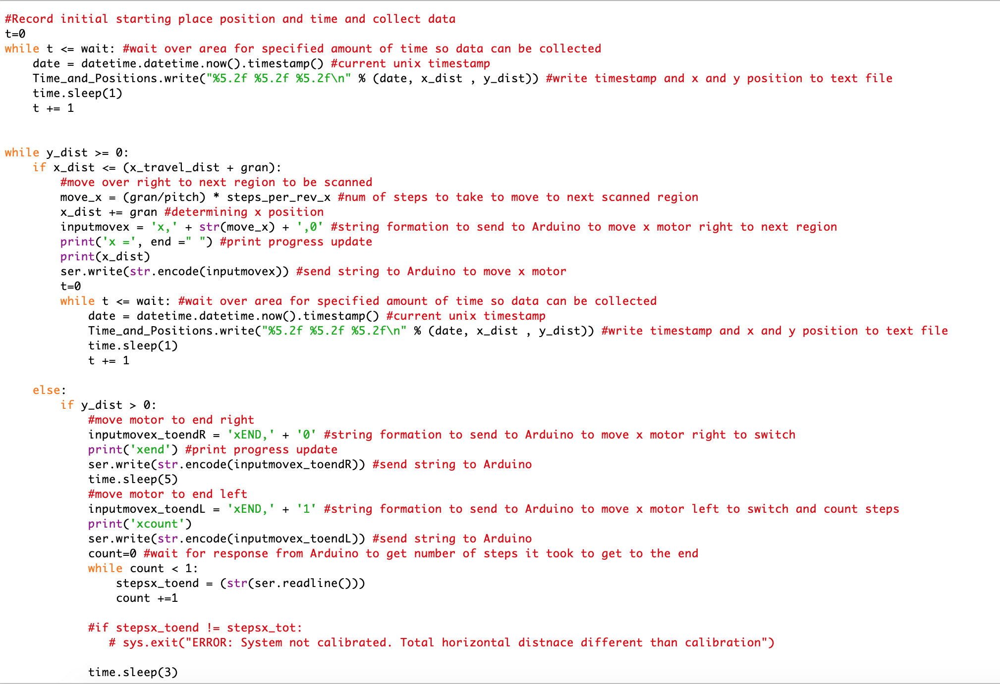 #Record initial starting place position and time and collect data
t=0
while t <= wait: #wait over area for specified amount of time so data can be collected
    date = datetime.datetime.now().timestamp() #current unix timestamp
    Time_and_Positions.write("%5.2f %5.2f %5.2f\n" % (date, x_dist , y_dist)) #write timestamp and x and y position to text file
    time.sleep(1)
    t += 1
while y_dist >= 0:
    if x_dist <= (x_travel_dist + gran):
        #move over right to next region to be scanned
        move_x = (gran/pitch) * steps_per_rev_x #num of steps to take to move to next scanned region
        x_dist += gran #determining x position
        inputmovex = 'x,' + str(move_x) + ',0' #string formation to send to Arduino to move x motor right to next region
        print('x =', end =" ") #print progress update
        print(x_dist)
        ser.write(str.encode(inputmovex)) #send string to Arduino to move x motor
        t=0
        while t <= wait: #wait over area for specified amount of time so data can be collected
            date = datetime.datetime.now().timestamp() #current unix timestamp
            Time_and_Positions.write("%5.2f %5.2f %5.2f\n" % (date, x_dist , y_dist)) #write timestamp and x and y position to text file
            time.sleep(1)
            t += 1
    else:
        if y_dist > 0:
            #move motor to end right
            inputmovex_toendR = 'xEND,' + '0' #string formation to send to Arduino to move x motor right to switch
            print('xend') #print progress update
            ser.write(str.encode(inputmovex_toendR)) #send string to Arduino
            time.sleep(5)
            #move motor to end left
            inputmovex_toendL = 'xEND,' + '1' #string formation to send to Arduino to move x motor left to switch and count steps
            print('xcount')
            ser.write(str.encode(inputmovex_toendL)) #send string to Arduino
            count=0 #wait for response from Arduino to get number of steps it took to get to the end
            while count < 1:
                stepsx_toend = (str(ser.readline()))
                count +=1
            #if stepsx_toend != stepsx_tot:
               # sys.exit("ERROR: System not calibrated. Total horizontal distnace different than calibration")
            time.sleep(3)